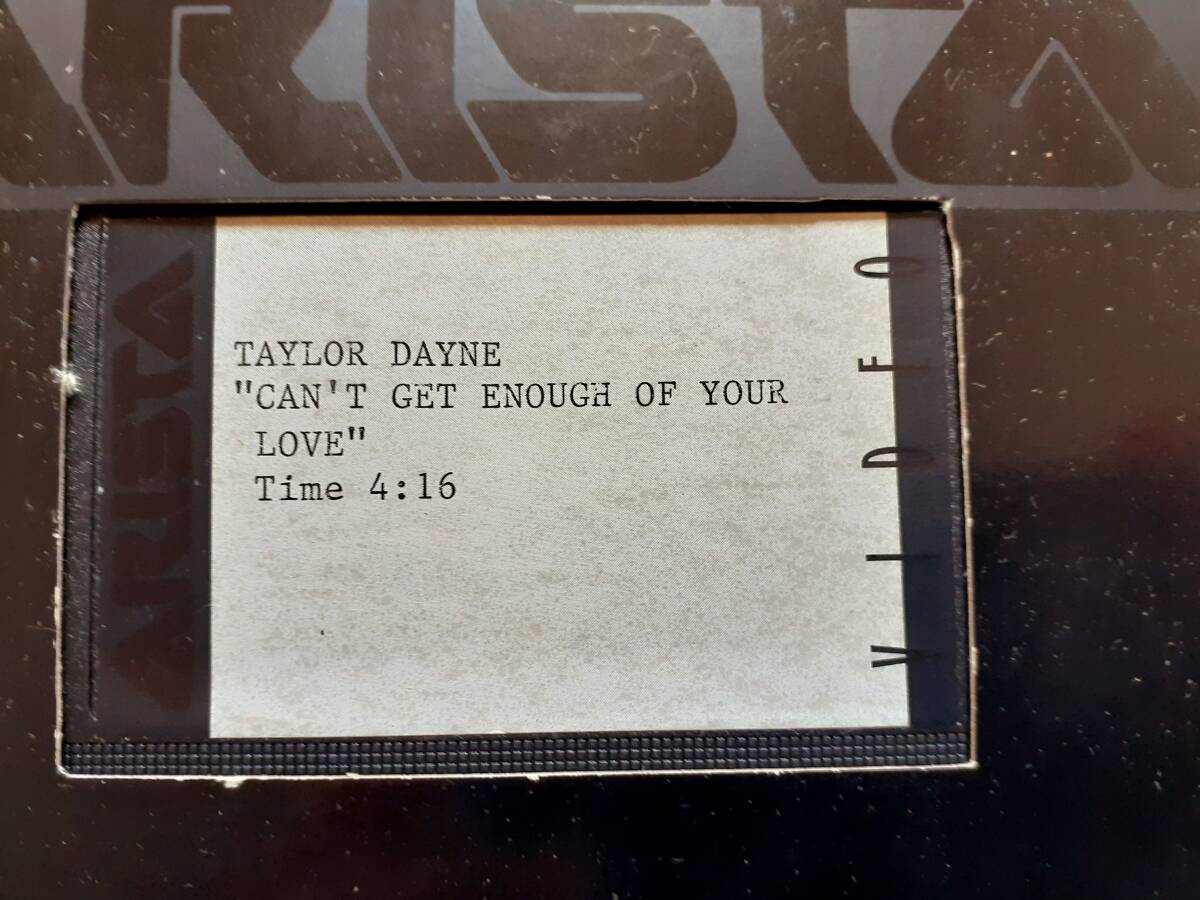 ARISTA
ARISTA
TAYLOR DAYNE
"CAN'T GET ENOUGH OF YOUR
LOVE"
Time 4:16
VIDEO